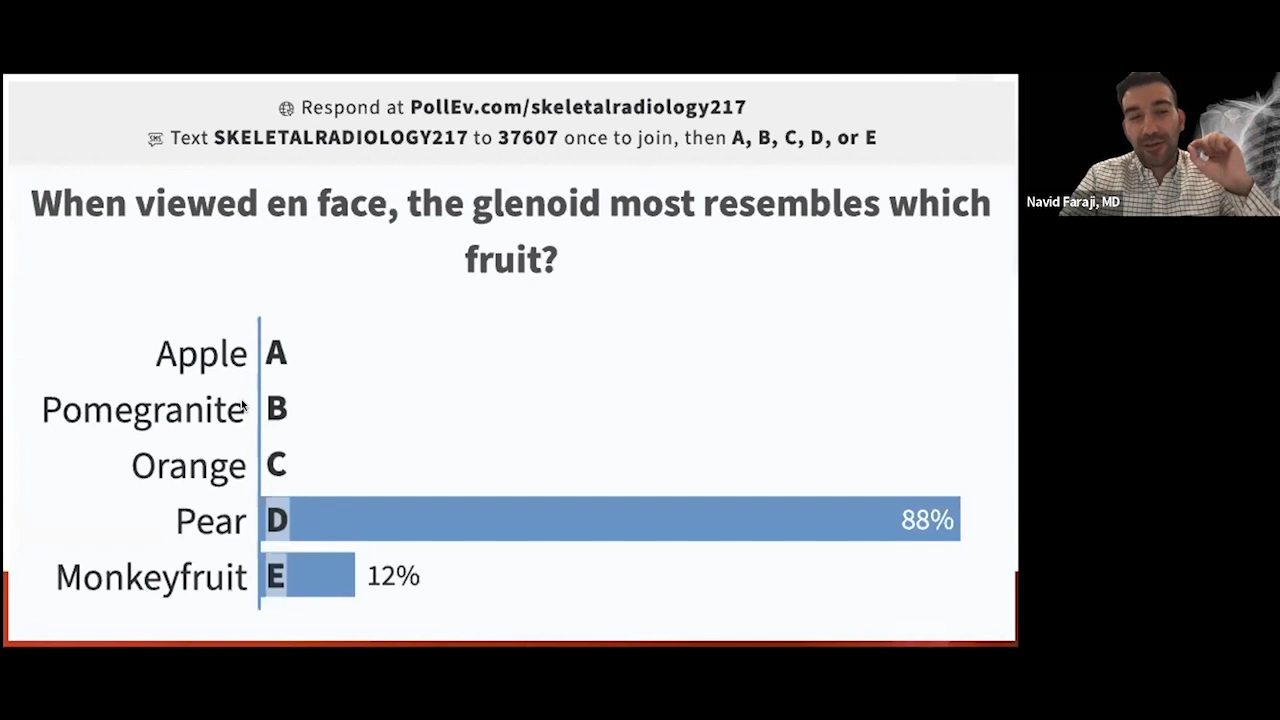 Respond at PollEv.com/skeletalradiology217
Text SKELETALRADIOLOGY217 to 37607 once to join, then A, B, C, D, or E
When viewed en face, the glenoid most resembles which
fruit?
Apple A
Pomegranite B
Orange C
Pear D 88%
Monkeyfruit E 12%
Navid Faraji, MD